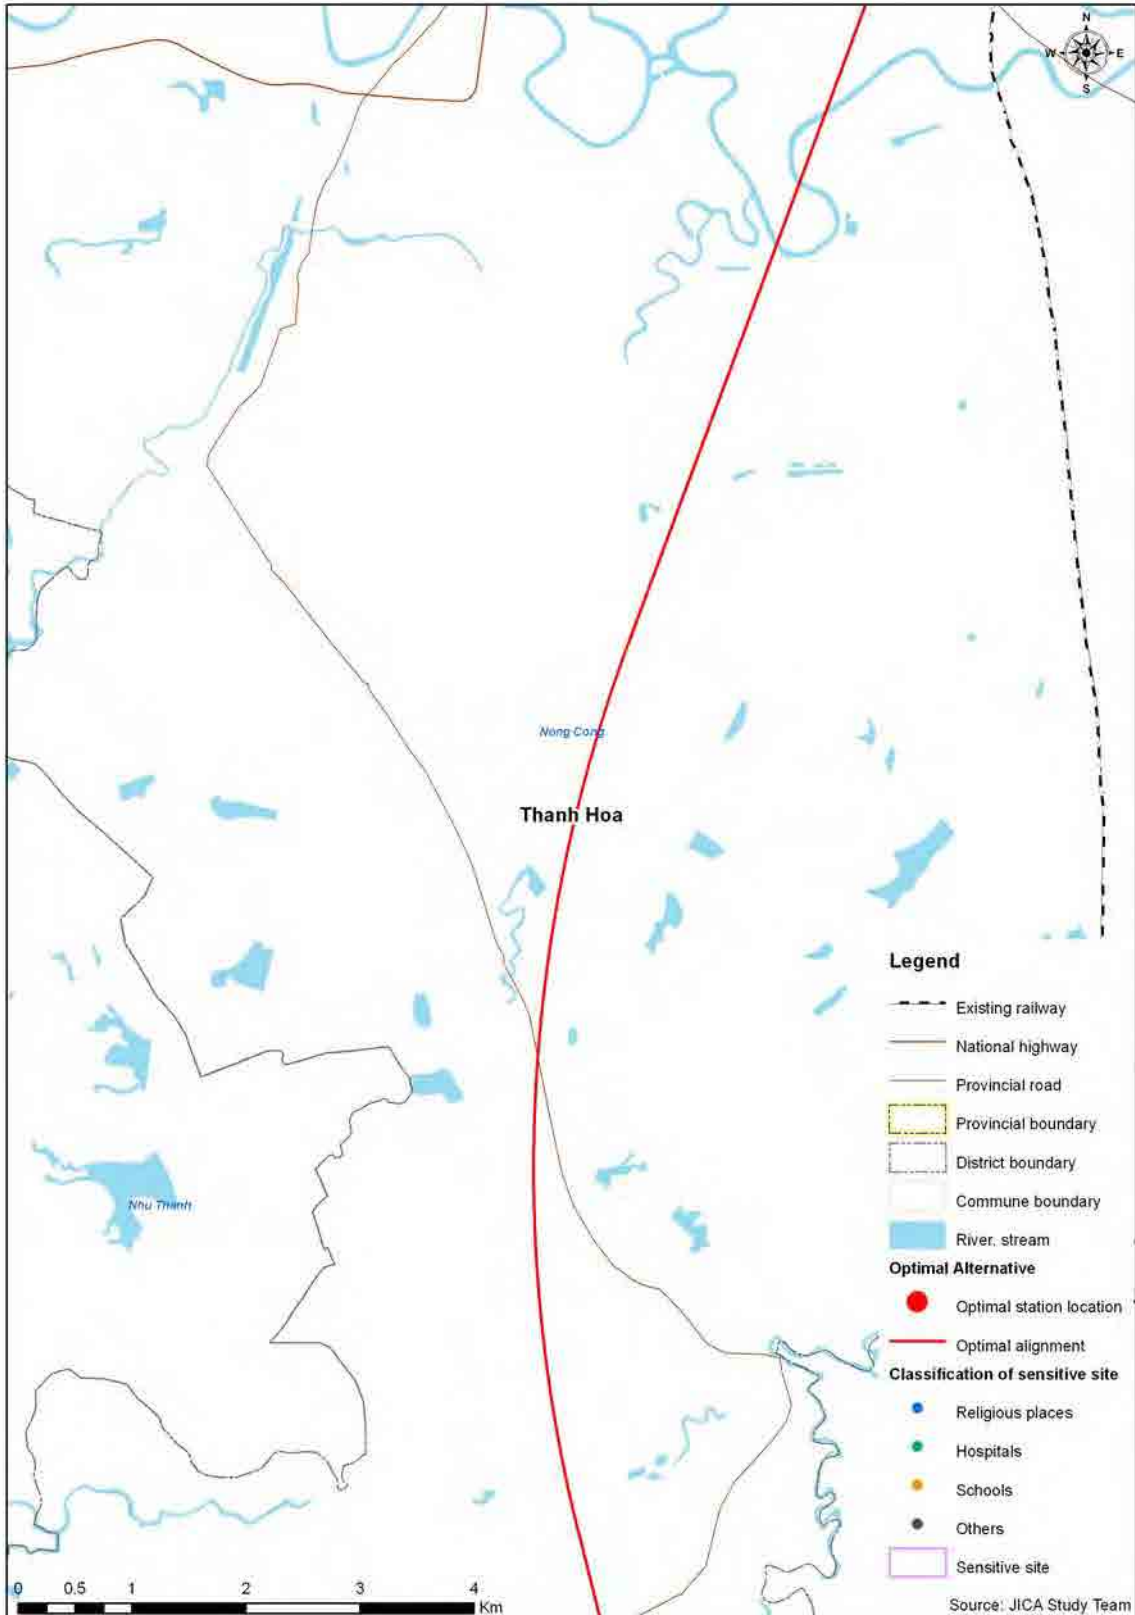 N
W E
S
Nong Cong
Thanh Hoa
Nhu Thanh
Legend
Existing railway
National highway
Provincial road
Provincial boundary
District boundary
Commune boundary
River, stream
Optimal Alternative
Optimal station location
Optimal alignment
Classification of sensitive site
Religious places
Hospitals
Schools
Others
Sensitive site
0 0.5 1 2 3 4
Km
Source: JICA Study Team